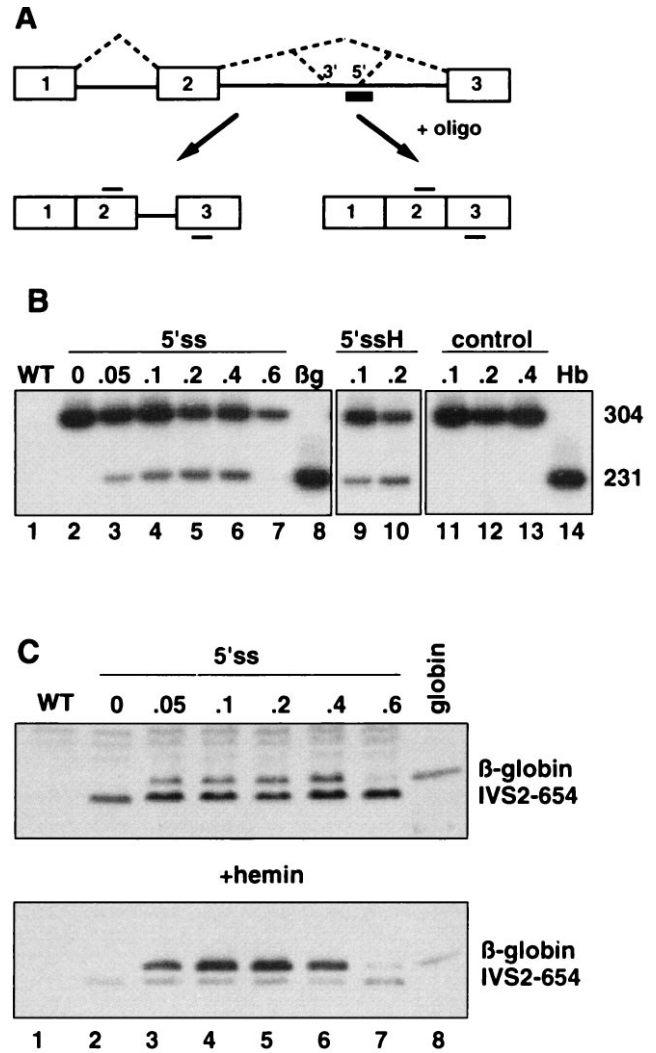 A
3' 5'
1 2 3
+ oligo
1 2 3 1 2 3
B
5'ss 5'ssH control
WT 0 .05 .1 .2 .4 .6 ßg .1 .2 .1 .2 .4 Hb
304
231
1 2 3 4 5 6 7 8 9 10 11 12 13 14
C
5'ss
WT 0 .05 .1 .2 .4 .6 globin
ß-globin
IVS2-654
+hemin
ß-globin
IVS2-654
1 2 3 4 5 6 7 8